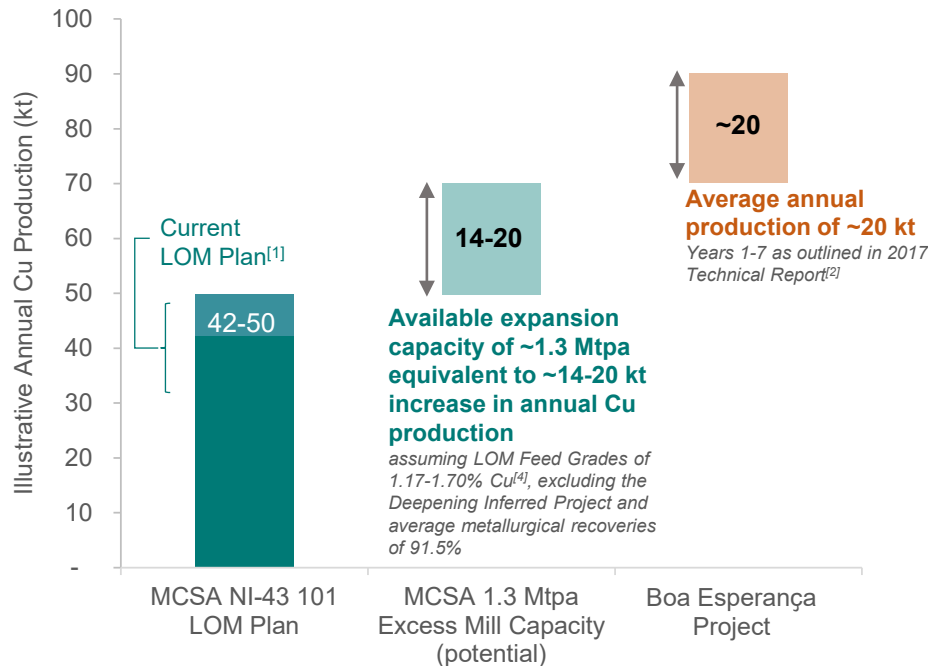 Illustrative Annual Cu Production (kt)
100
90
80
70
60
50
40
30
20
10
-
Current
LOM Plan[1]
42-50
14-20
Available expansion
capacity of ~1.3 Mtpa
equivalent to ~14-20 kt
increase in annual Cu
production
assuming LOM Feed Grades of
1.17-1.70% Cu[4], excluding the
Deepening Inferred Project and
average metallurgical recoveries
of 91.5%
~20
Average annual
production of ~20 kt
Years 1-7 as outlined in 2017
Technical Report[2]
MCSA NI-43 101
LOM Plan
MCSA 1.3 Mtpa
Excess Mill Capacity
(potential)
Boa Esperança
Project